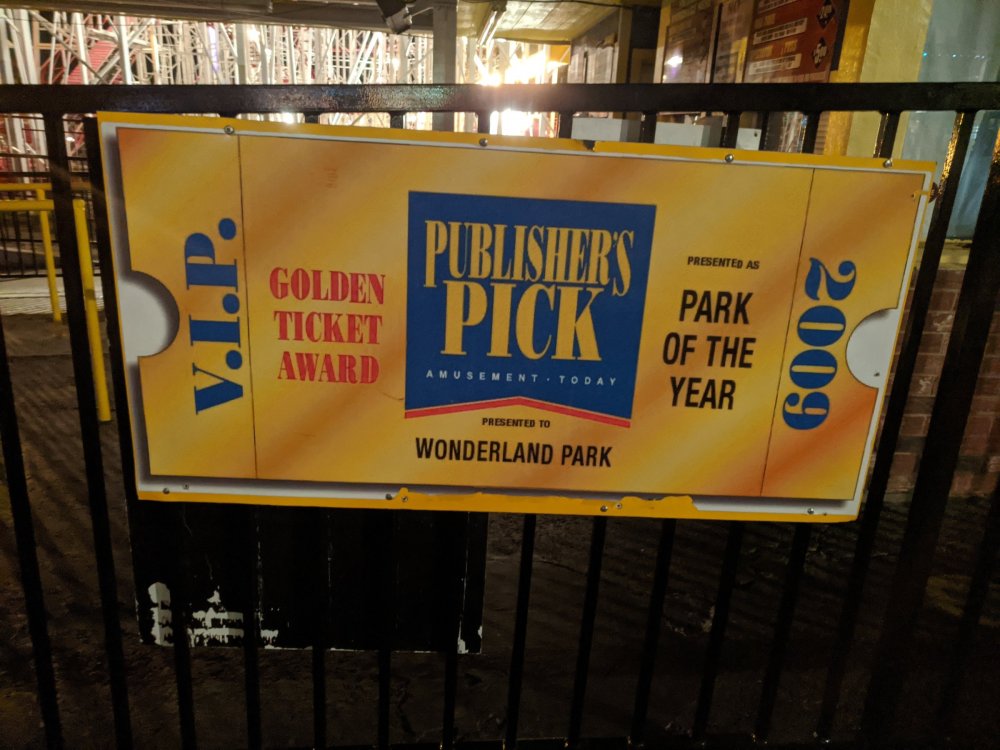 V.I.P.
GOLDEN
TICKET
AWARD
PUBLISHER'S
PICK
AMUSEMENT · TODAY
PRESENTED TO
WONDERLAND PARK
PRESENTED AS
PARK
OF THE
YEAR
2009